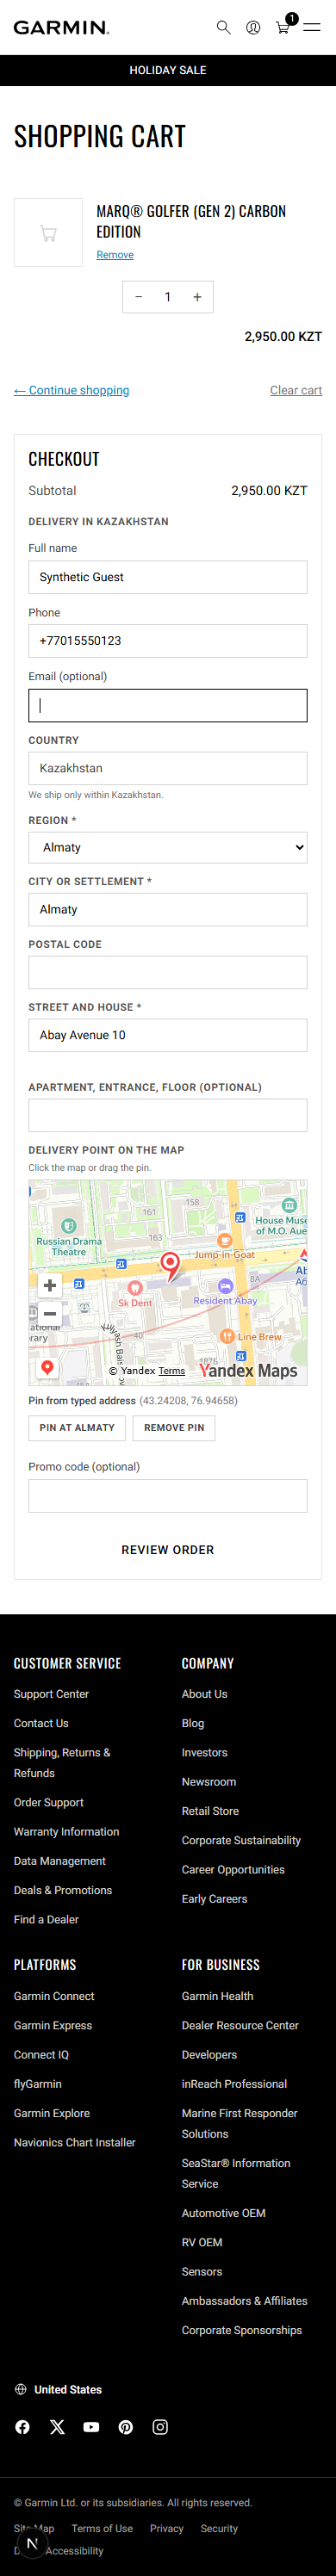 GARMIN.
1
HOLIDAY SALE
SHOPPING CART
MARQ® GOLFER (GEN 2) CARBON
EDITION
Remove
− 1 +
2,950.00 KZT
← Continue shopping
Clear cart
CHECKOUT
Subtotal
2,950.00 KZT
DELIVERY IN KAZAKHSTAN
Full name
Synthetic Guest
Phone
+77015550123
Email (optional)
COUNTRY
Kazakhstan
We ship only within Kazakhstan.
REGION *
Almaty
CITY OR SETTLEMENT *
Almaty
POSTAL CODE
STREET AND HOUSE *
Abay Avenue 10
APARTMENT, ENTRANCE, FLOOR (OPTIONAL)
DELIVERY POINT ON THE MAP
Click the map or drag the pin.
161
158
House Muse
of M.O. Aue
Russian Drama
Theatre
163
Jump-in-Goat
Sk Dent
Resident Abay
Line Brew
© Yandex Terms
Yandex Maps
Pin from typed address (43.24208, 76.94658)
PIN AT ALMATY
REMOVE PIN
Promo code (optional)
REVIEW ORDER
CUSTOMER SERVICE
Support Center
Contact Us
Shipping, Returns &
Refunds
Order Support
Warranty Information
Data Management
Deals & Promotions
Find a Dealer
COMPANY
About Us
Blog
Investors
Newsroom
Retail Store
Corporate Sustainability
Career Opportunities
Early Careers
PLATFORMS
Garmin Connect
Garmin Express
Connect IQ
flyGarmin
Garmin Explore
Navionics Chart Installer
FOR BUSINESS
Garmin Health
Dealer Resource Center
Developers
inReach Professional
Marine First Responder
Solutions
SeaStar® Information
Service
Automotive OEM
RV OEM
Sensors
Ambassadors & Affiliates
Corporate Sponsorships
United States
© Garmin Ltd. or its subsidiaries. All rights reserved.
Site Map
Terms of Use
Privacy
Security
N
Accessibility